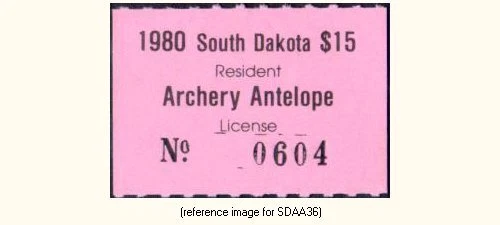 1980 South Dakota $15
Resident
Archery Antelope
License
Nº. 0604
(reference image for SDAA36)